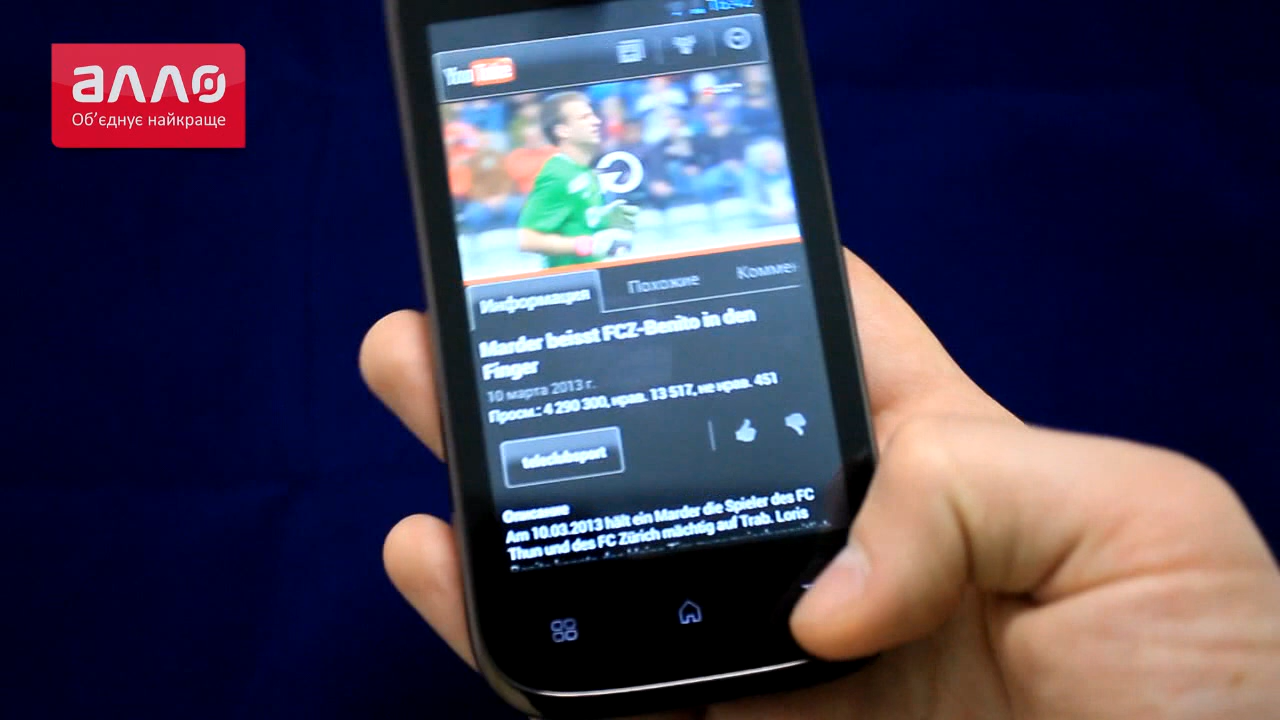 алло
Об'єднує найкраще
YouTube
Информация
Похожие
Marder beisst FCZ-Benito in den
Finger
10 марта 2013 г.
Просм.: 4 290 300, нрав. 13 517, не нрав. 451
Описание
Am 10.03.2013 hält ein Marder die Spieler des FC
Thun und des FC Zürich mächtig auf Trab. Loris